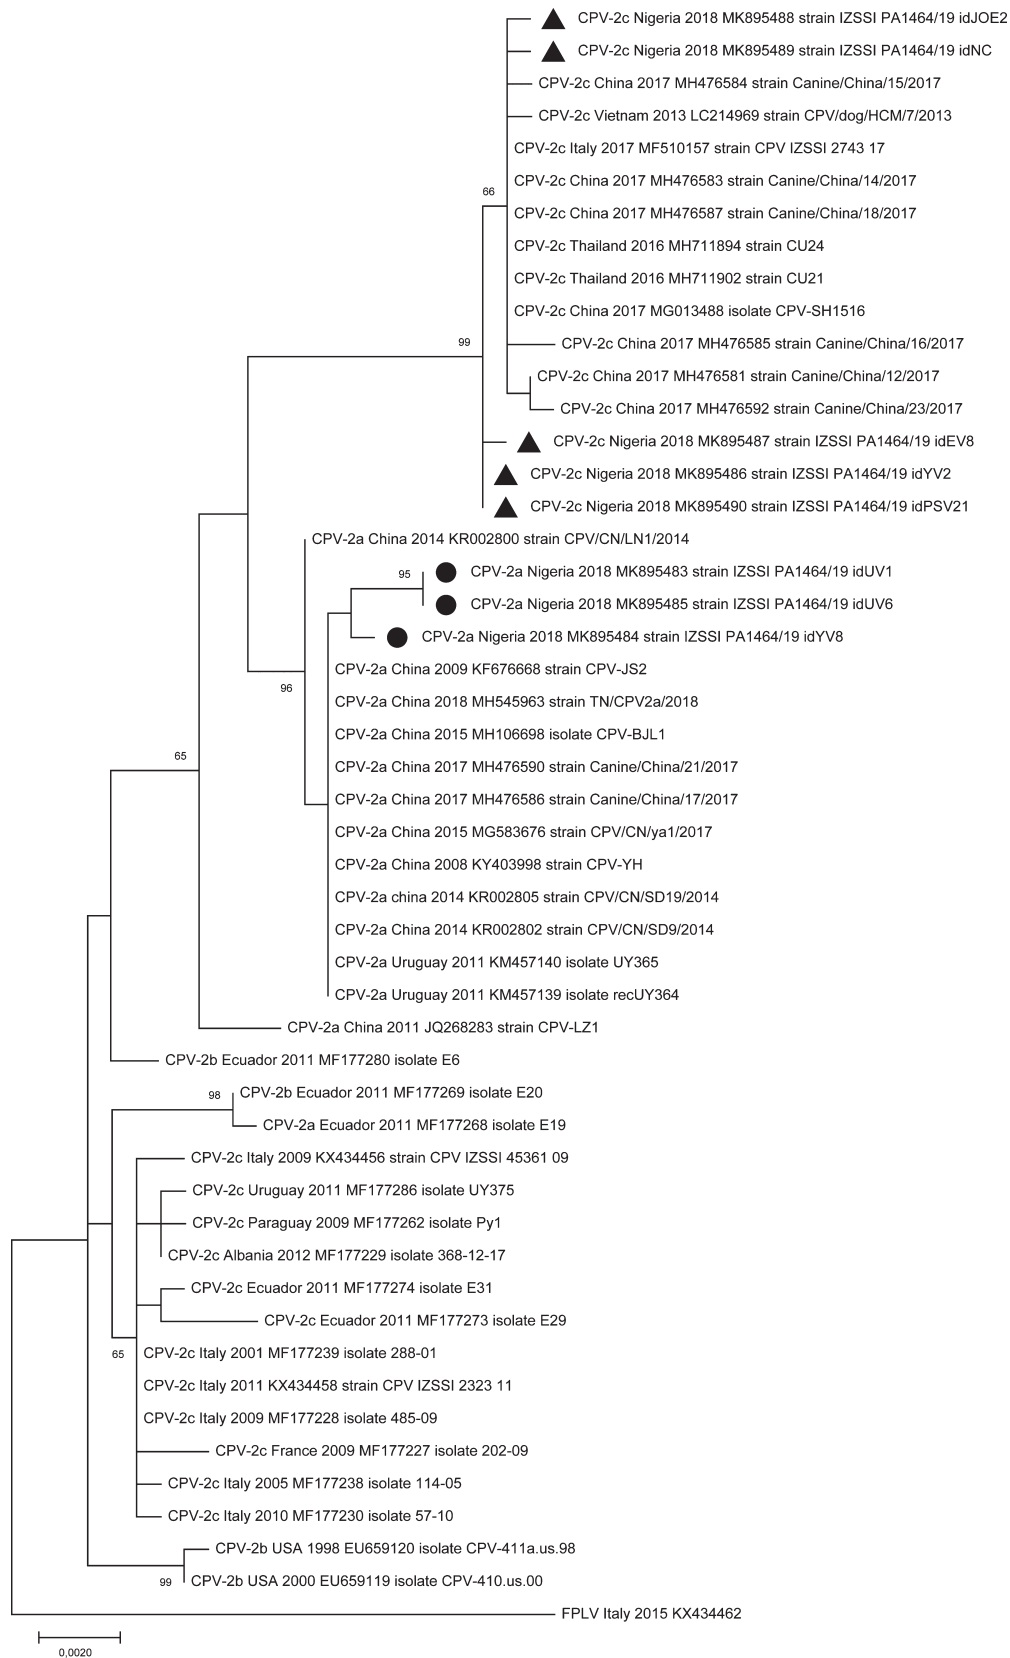 CPV-2c Nigeria 2018 MK895488 strain IZSSI PA1464/19 idJOE2
CPV-2c Nigeria 2018 MK895489 strain IZSSI PA1464/19 idNC
CPV-2c China 2017 MH476584 strain Canine/China/15/2017
CPV-2c Vietnam 2013 LC214969 strain CPV/dog/HCM/7/2013
CPV-2c Italy 2017 MF510157 strain CPV IZSSI 2743 17
CPV-2c China 2017 MH476583 strain Canine/China/14/2017
66
CPV-2c China 2017 MH476587 strain Canine/China/18/2017
CPV-2c Thailand 2016 MH711894 strain CU24
CPV-2c Thailand 2016 MH711902 strain CU21
CPV-2c China 2017 MG013488 isolate CPV-SH1516
99
CPV-2c China 2017 MH476585 strain Canine/China/16/2017
CPV-2c China 2017 MH476581 strain Canine/China/12/2017
CPV-2c China 2017 MH476592 strain Canine/China/23/2017
CPV-2c Nigeria 2018 MK895487 strain IZSSI PA1464/19 idEV8
CPV-2c Nigeria 2018 MK895486 strain IZSSI PA1464/19 idYV2
CPV-2c Nigeria 2018 MK895490 strain IZSSI PA1464/19 idPSV21
CPV-2a China 2014 KR002800 strain CPV/CN/LN1/2014
95
CPV-2a Nigeria 2018 MK895483 strain IZSSI PA1464/19 idUV1
CPV-2a Nigeria 2018 MK895485 strain IZSSI PA1464/19 idUV6
CPV-2a Nigeria 2018 MK895484 strain IZSSI PA1464/19 idYV8
CPV-2a China 2009 KF676668 strain CPV-JS2
96
CPV-2a China 2018 MH545963 strain TN/CPV2a/2018
CPV-2a China 2015 MH106698 isolate CPV-BJL1
65
CPV-2a China 2017 MH476590 strain Canine/China/21/2017
CPV-2a China 2017 MH476586 strain Canine/China/17/2017
CPV-2a China 2015 MG583676 strain CPV/CN/ya1/2017
CPV-2a China 2008 KY403998 strain CPV-YH
CPV-2a china 2014 KR002805 strain CPV/CN/SD19/2014
CPV-2a China 2014 KR002802 strain CPV/CN/SD9/2014
CPV-2a Uruguay 2011 KM457140 isolate UY365
CPV-2a Uruguay 2011 KM457139 isolate recUY364
CPV-2a China 2011 JQ268283 strain CPV-LZ1
CPV-2b Ecuador 2011 MF177280 isolate E6
98
CPV-2b Ecuador 2011 MF177269 isolate E20
CPV-2a Ecuador 2011 MF177268 isolate E19
CPV-2c Italy 2009 KX434456 strain CPV IZSSI 45361 09
CPV-2c Uruguay 2011 MF177286 isolate UY375
CPV-2c Paraguay 2009 MF177262 isolate Py1
CPV-2c Albania 2012 MF177229 isolate 368-12-17
CPV-2c Ecuador 2011 MF177274 isolate E31
CPV-2c Ecuador 2011 MF177273 isolate E29
65
CPV-2c Italy 2001 MF177239 isolate 288-01
CPV-2c Italy 2011 KX434458 strain CPV IZSSI 2323 11
CPV-2c Italy 2009 MF177228 isolate 485-09
CPV-2c France 2009 MF177227 isolate 202-09
CPV-2c Italy 2005 MF177238 isolate 114-05
CPV-2c Italy 2010 MF177230 isolate 57-10
CPV-2b USA 1998 EU659120 isolate CPV-411a.us.98
99
CPV-2b USA 2000 EU659119 isolate CPV-410.us.00
FPLV Italy 2015 KX434462
0,0020